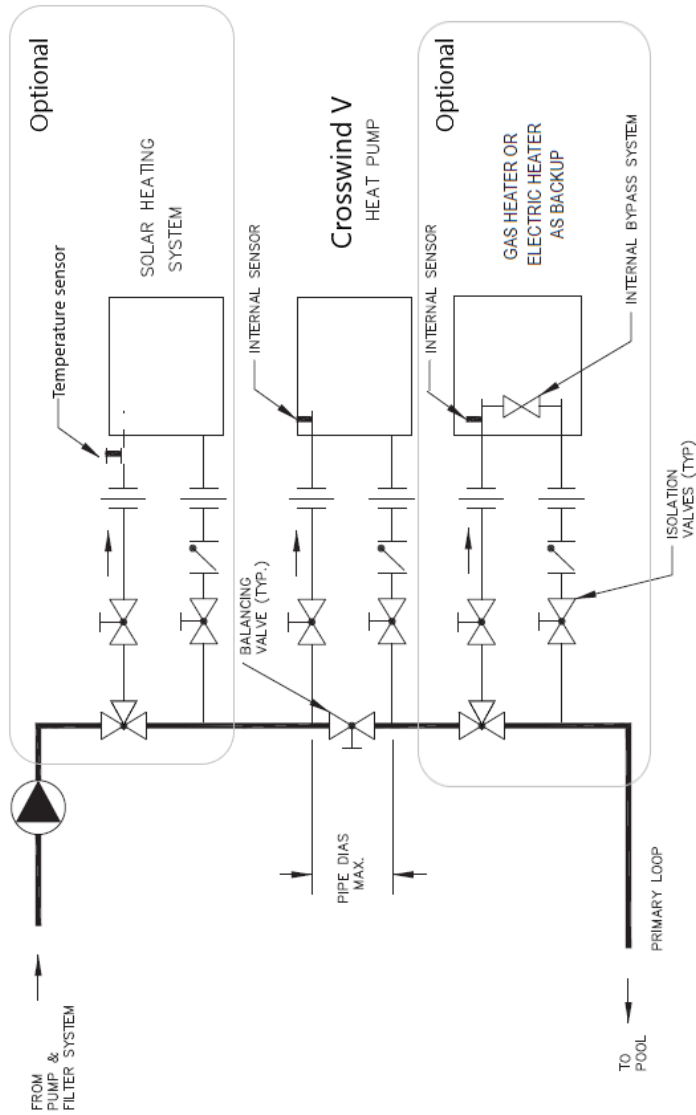 Optional
SOLAR HEATING
SYSTEM
Temperature sensor
Crosswind V
HEAT PUMP
INTERNAL SENSOR
Optional
GAS HEATER OR
ELECTRIC HEATER
AS BACKUP
INTERNAL SENSOR
INTERNAL BYPASS SYSTEM
BALANCING
VALVE (TYP.)
ISOLATION
VALVES (TYP)
PIPE DIAS
MAX.
FROM
PUMP &
FILTER SYSTEM
PRIMARY LOOP
TO
POOL